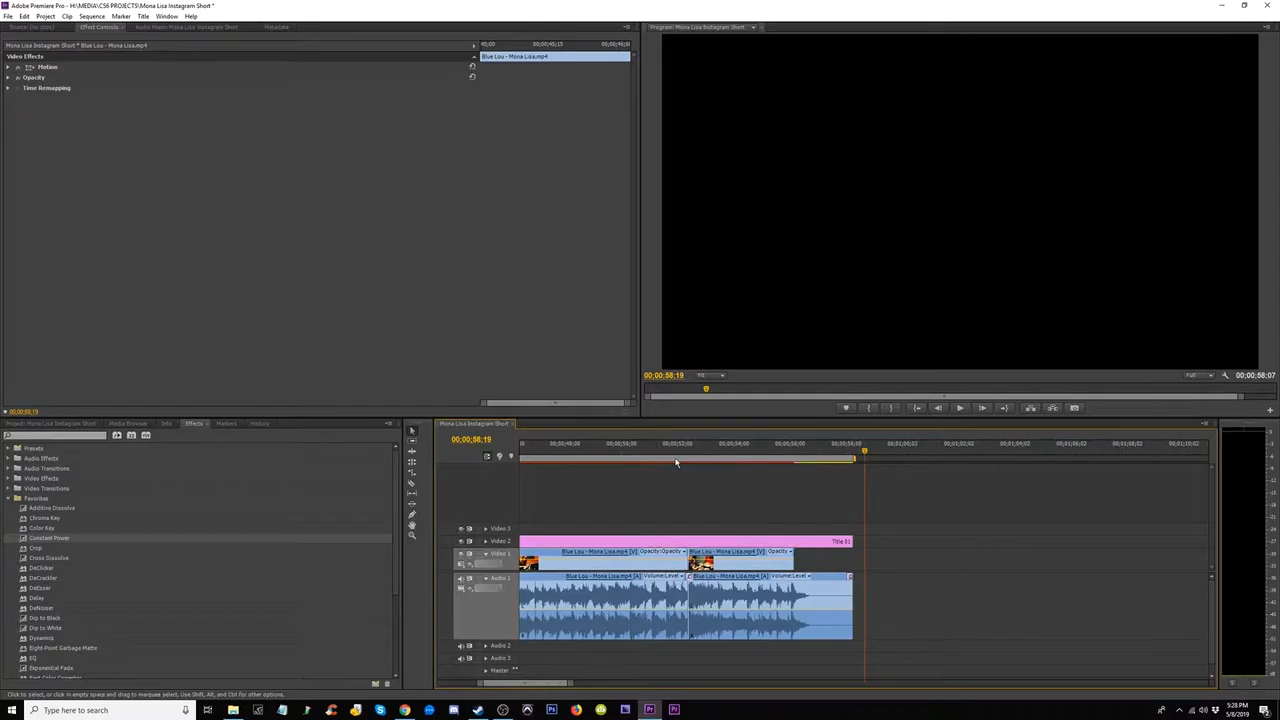 Adobe Premiere Pro - H:\MEDIA\CS6 PROJECTS\Mona Lisa Instagram Short *
File Edit Project Clip Sequence Marker Title Window Help
Source: (no clips) Effect Controls Audio Mixer: Mona Lisa Instagram Short Metadata
Program: Mona Lisa Instagram Short
Mona Lisa Instagram Short * Blue Lou - Mona Lisa.mp4
45;00 00;00;45;15 00;00;46;0
Video Effects
Blue Lou - Mona Lisa.mp4
Motion
Opacity
Time Remapping
00;00;58;19 Fit Full 00;00;58;07
00;00;58;19
Project: Mona Lisa Instagram Short Media Browser Info Effects Markers History
Mona Lisa Instagram Short
00;00;58;19
00 00;00;48;00 00;00;50;00 00;00;52;00 00;00;54;00 00;00;56;00 00;00;58;00 00;01;00;02 00;01;02;02 00;01;04;02 00;01;06;02 00;01;08;02 00;01;10;02
Presets
Audio Effects
Audio Transitions
Video Effects
Video Transitions
Favorites
Additive Dissolve
Chroma Key
Color Key
Constant Power
Crop
Cross Dissolve
DeClicker
DeCrackler
DeEsser
Delay
DeNoiser
Dip to Black
Dip to White
Dynamics
Eight-Point Garbage Matte
EQ
Exponential Fade
Fast Color Corrector
Video 3
Video 2
Title 01
Video 1
Blue Lou - Mona Lisa.mp4 [V] Opacity:Opacity
Blue Lou - Mona Lisa.mp4 [V] Opacity
Audio 1
Blue Lou - Mona Lisa.mp4 [A] Volume:Level
Blue Lou - Mona Lisa.mp4 [A] Volume:Level
Audio 2
Audio 3
Master
Click to select, or click in empty space and drag to marquee select. Use Shift, Alt, and Ctrl for other options.
Type here to search
5:28 PM
5/8/2019